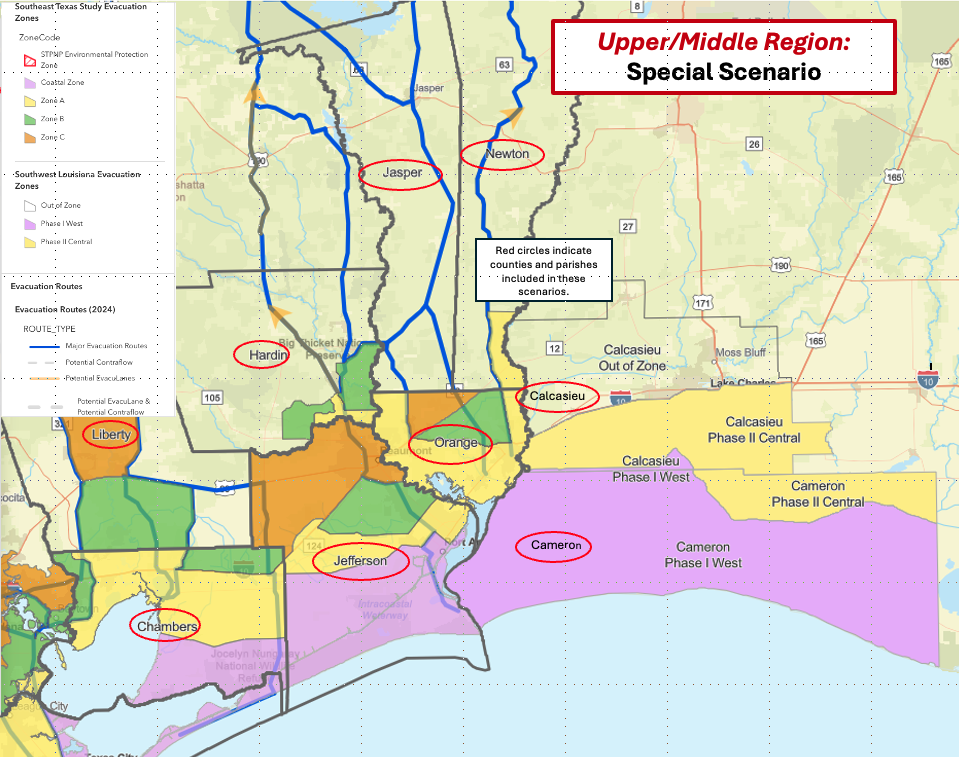 Southeast Texas Study Evacuation
Zones
ZoneCode
STPNP Environmental Protection
Zone
Coastal Zone
Zone A
Zone B
Zone C
Southwest Louisiana Evacuation
Zones
Out of Zone
Phase I West
Phase II Central
Evacuation Routes
Evacuation Routes (2024)
ROUTE_TYPE
Major Evacuation Routes
Potential Contraflow
Potential EvacuLanes
Potential EvacuLane &
Potential Contraflow
Upper/Middle Region:
Special Scenario
8
165
63
Jasper
26
Newton
Jasper
190
165
27
Red circles indicate
counties and parishes
included in these
scenarios.
190
171
165
12
Calcasieu
Out of Zone
Moss Bluff
Big Thicket
Preserve
Hardin
Lake Charles
10
10
105
Calcasieu
Liberty
Calcasieu
Phase II Central
Orange
Beaumont
Calcasieu
Phase I West
Cameron
Phase II Central
124
Port
Jefferson
Cameron
Cameron
Phase I West
Intracoastal
Waterway
Chambers
Jocelyn
National
City
Texas City